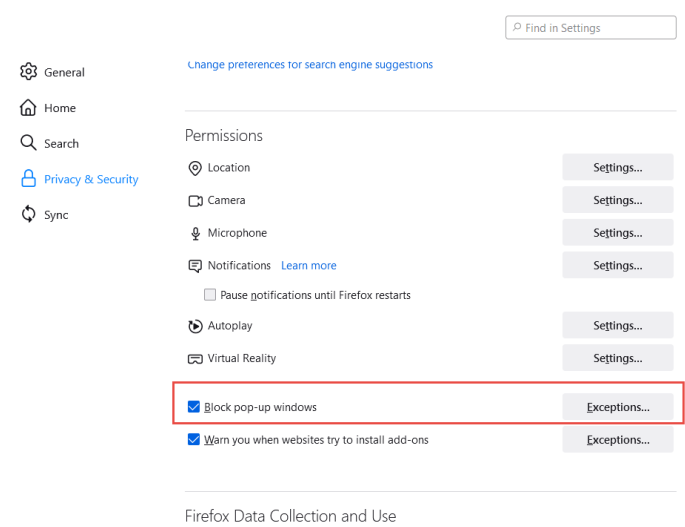 Find in Settings
Change preferences for search engine suggestions
General
Home
Search
Privacy & Security
Sync
Permissions
Location Settings...
Camera Settings...
Microphone Settings...
Notifications Learn more Settings...
Pause notifications until Firefox restarts
Autoplay Settings...
Virtual Reality Settings...
Block pop-up windows Exceptions...
Warn you when websites try to install add-ons Exceptions...
Firefox Data Collection and Use